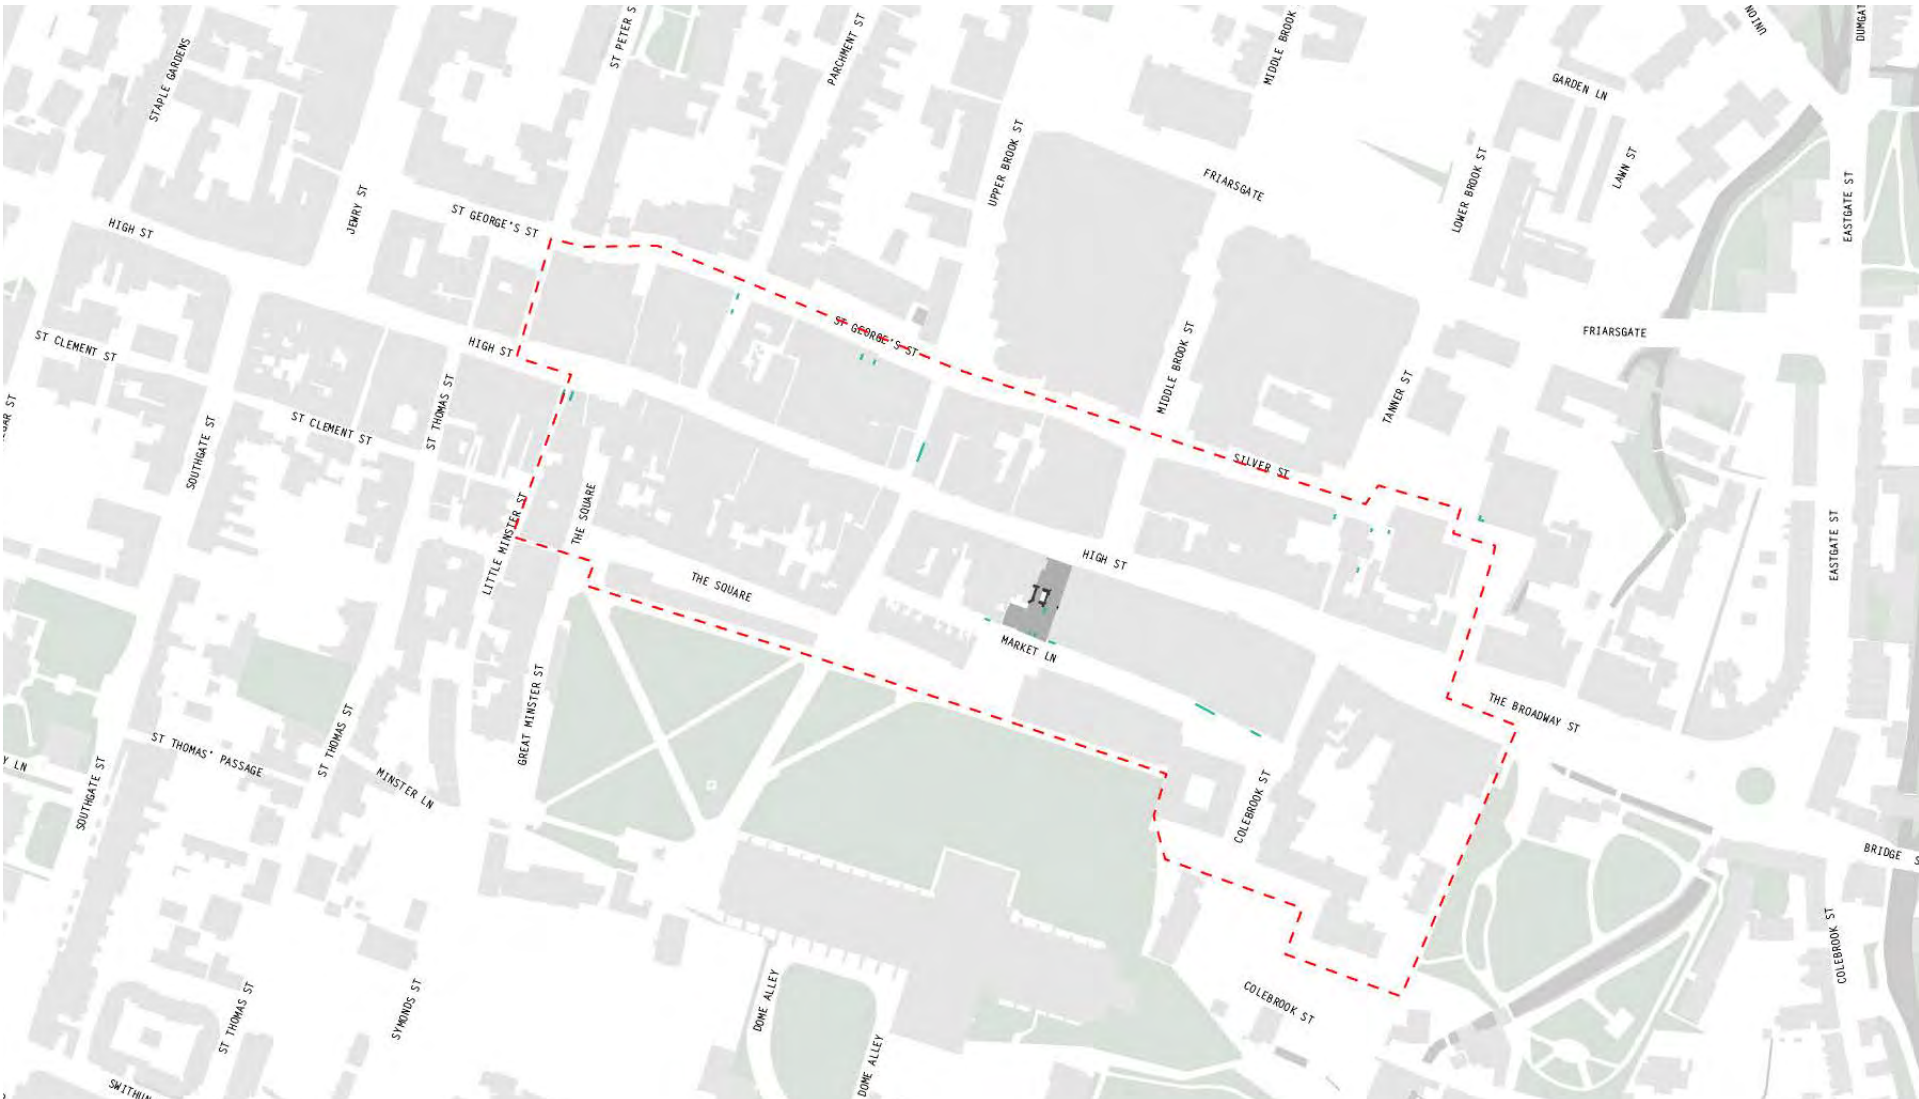 ST PETER S
PARCHMENT ST
MIDDLE BROOK
UNION
DUMGAT
STAPLE GARDENS
GARDEN LN
UPPER BROOK ST
FRIARSGATE
LOWER BROOK ST
LAWN ST
EASTGATE ST
JEWRY ST
ST GEORGE'S ST
HIGH ST
ST GEORGE'S ST
FRIARSGATE
ST CLEMENT ST
HIGH ST
MIDDLE BROOK ST
TANNER ST
ST THOMAS ST
ST CLEMENT ST
SOUTHGATE ST
SILVER ST
THE SQUARE
LITTLE MINSTER ST
EASTGATE ST
HIGH ST
THE SQUARE
MARKET LN
GREAT MINSTER ST
THE BROADWAY ST
ST THOMAS' PASSAGE
ST THOMAS ST
Y LN
SOUTHGATE ST
MINSTER LN
COLEBROOK ST
BRIDGE S
COLEBROOK ST
DOME ALLEY
COLEBROOK ST
SYMONDS ST
ST THOMAS ST
DOME ALLEY
SWITHUN